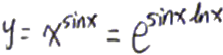 y = x^{sinx} = e^{sinx·lnx}